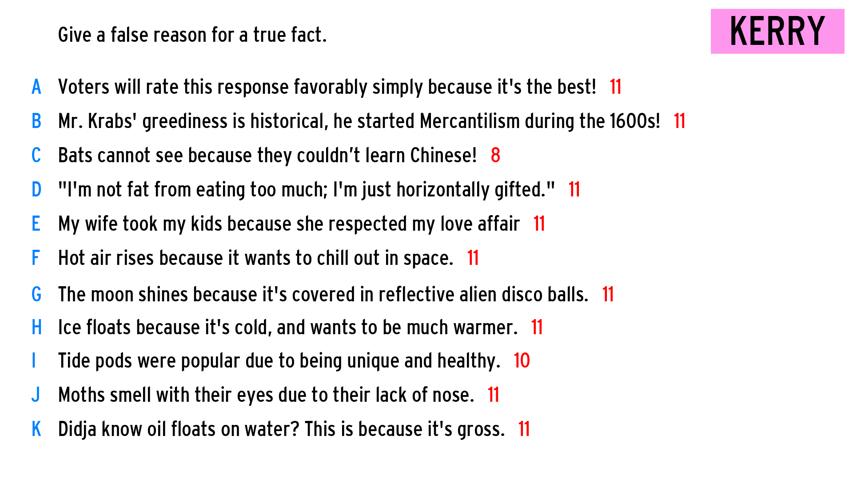 Give a false reason for a true fact.
KERRY
A Voters will rate this response favorably simply because it's the best! 11
B Mr. Krabs' greediness is historical, he started Mercantilism during the 1600s! 11
C Bats cannot see because they couldn’t learn Chinese! 8
D "I'm not fat from eating too much; I'm just horizontally gifted." 11
E My wife took my kids because she respected my love affair 11
F Hot air rises because it wants to chill out in space. 11
G The moon shines because it's covered in reflective alien disco balls. 11
H Ice floats because it's cold, and wants to be much warmer. 11
I Tide pods were popular due to being unique and healthy. 10
J Moths smell with their eyes due to their lack of nose. 11
K Didja know oil floats on water? This is because it's gross. 11